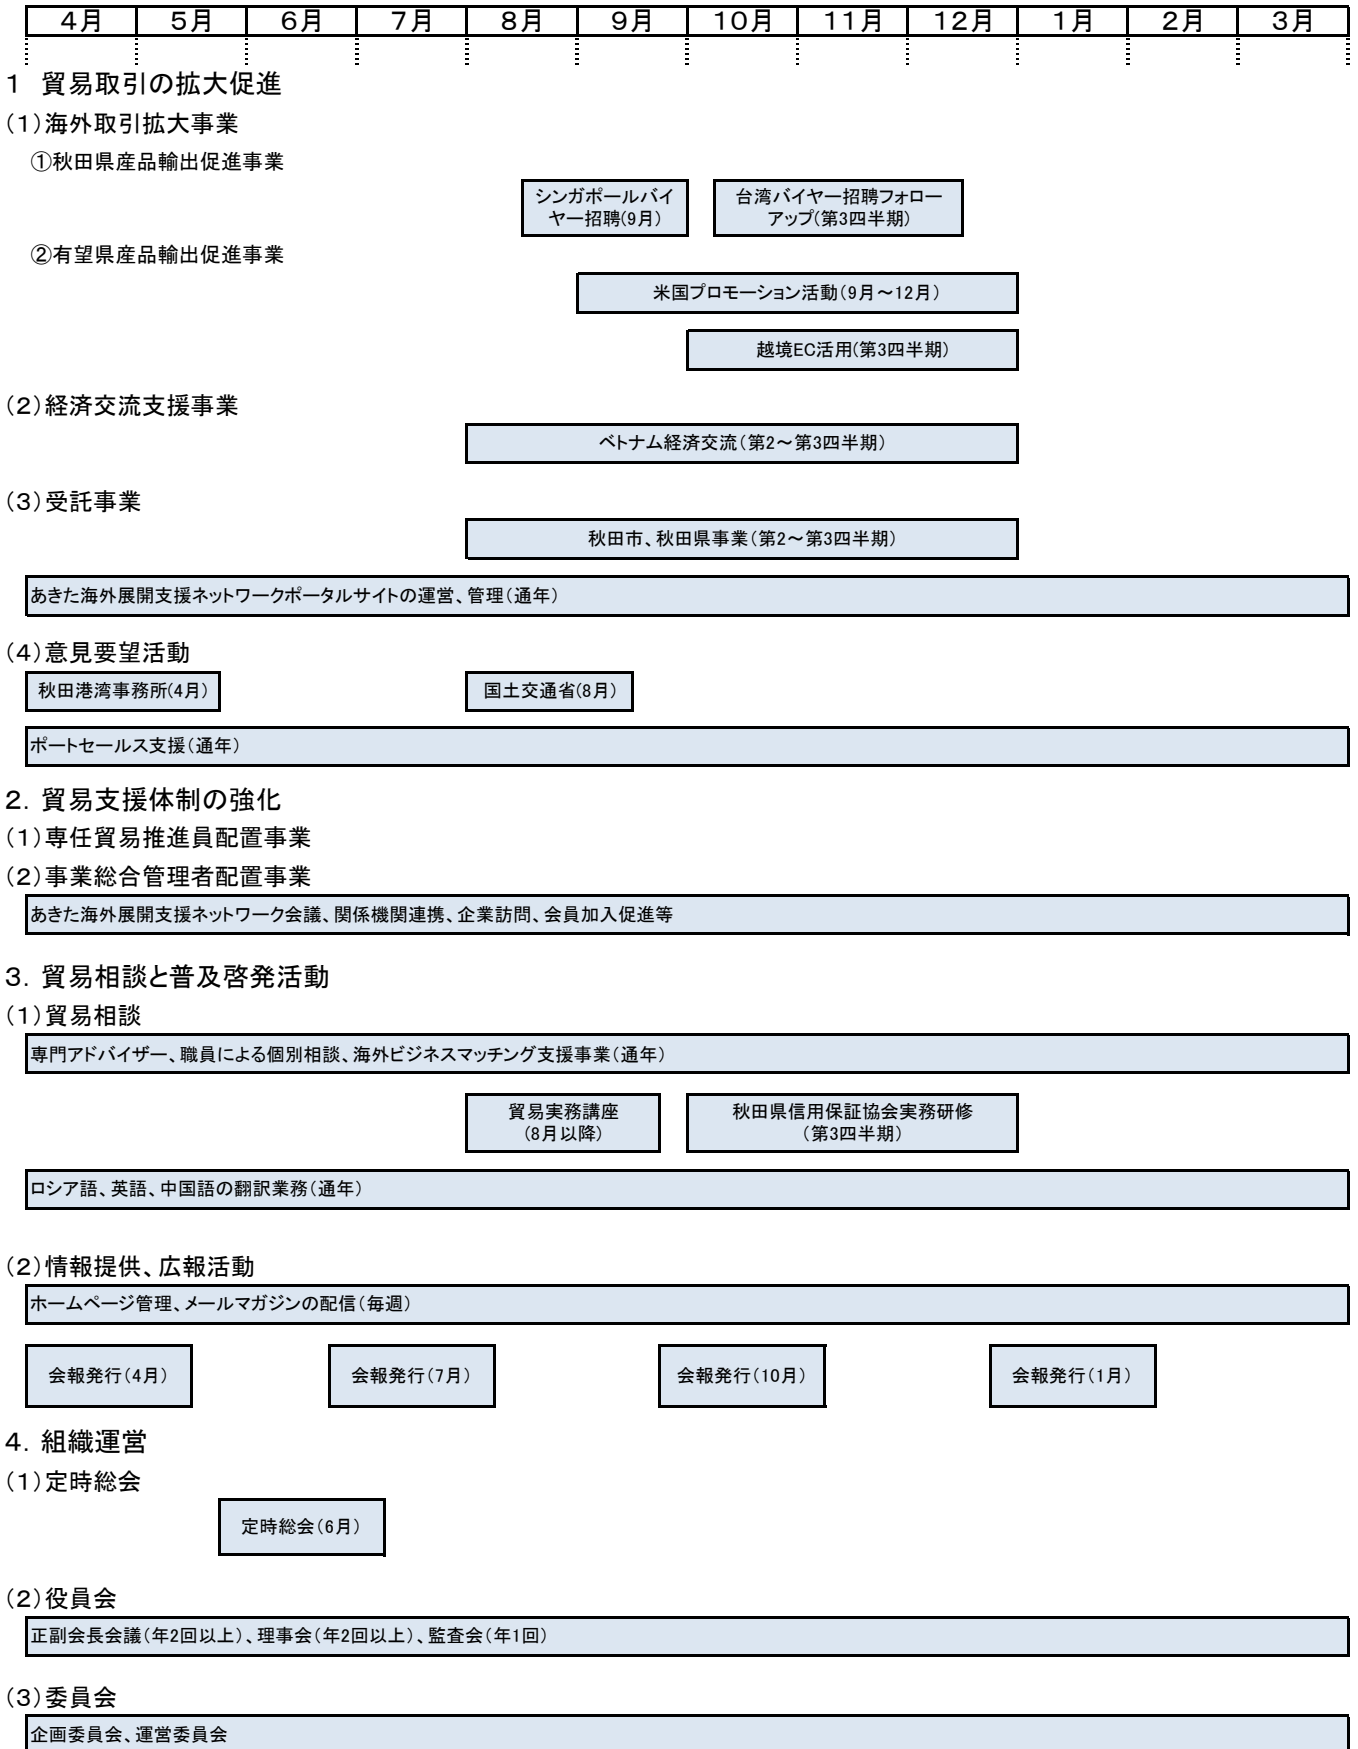 4月 5月 6月 7月 8月 9月 10月 11月 12月 1月 2月 3月
1 貿易取引の拡大促進
（1）海外取引拡大事業
①秋田県産品輸出促進事業
シンガポールバイ
ヤー招聘(9月)
台湾バイヤー招聘フォロー
アップ(第3四半期)
②有望県産品輸出促進事業
米国プロモーション活動（9月～12月）
越境EC活用(第3四半期)
（2）経済交流支援事業
ベトナム経済交流（第2～第3四半期）
（3）受託事業
秋田市、秋田県事業（第2～第3四半期）
あきた海外展開支援ネットワークポータルサイトの運営、管理（通年）
（4）意見要望活動
秋田港湾事務所(4月) 国土交通省(8月)
ポートセールス支援（通年）
2．貿易支援体制の強化
（1）専任貿易推進員配置事業
（2）事業総合管理者配置事業
あきた海外展開支援ネットワーク会議、関係機関連携、企業訪問、会員加入促進等
3．貿易相談と普及啓発活動
（1）貿易相談
専門アドバイザー、職員による個別相談、海外ビジネスマッチング支援事業（通年）
貿易実務講座
（8月以降）
秋田県信用保証協会実務研修
（第3四半期）
ロシア語、英語、中国語の翻訳業務（通年）
（2）情報提供、広報活動
ホームページ管理、メールマガジンの配信（毎週）
会報発行（4月） 会報発行（7月） 会報発行（10月） 会報発行（1月）
4．組織運営
（1）定時総会
定時総会（6月）
（2）役員会
正副会長会議（年2回以上）、理事会（年2回以上）、監査会（年1回）
（3）委員会
企画委員会、運営委員会